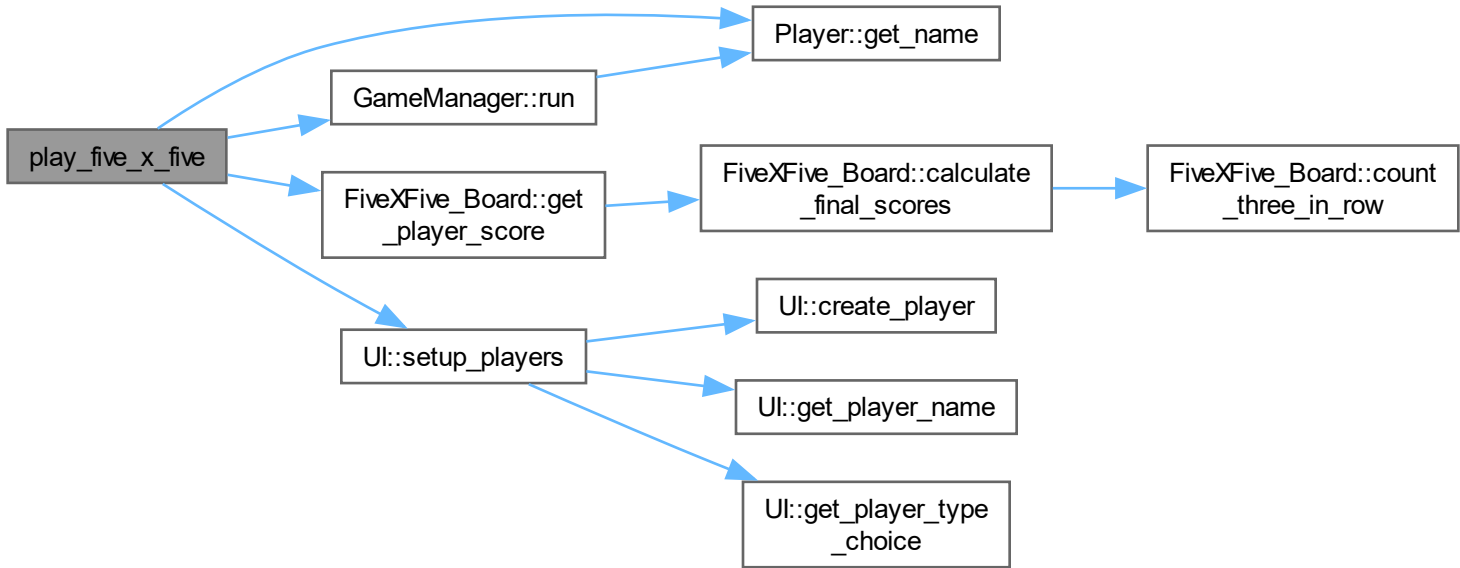 play_five_x_five
Player::get_name
GameManager::run
FiveXFive_Board::get
_player_score
FiveXFive_Board::calculate
_final_scores
FiveXFive_Board::count
_three_in_row
UI::setup_players
UI::create_player
UI::get_player_name
UI::get_player_type
_choice